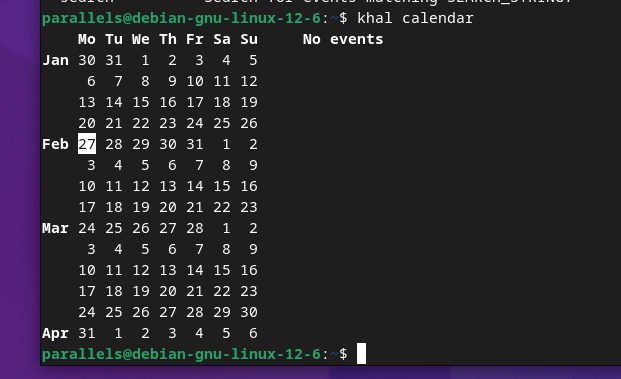 search          Search for events matching SEARCH_STRING.
parallels@debian-gnu-linux-12-6:~$ khal calendar
    Mo Tu We Th Fr Sa Su     No events
Jan 30 31  1  2  3  4  5
     6  7  8  9 10 11 12
    13 14 15 16 17 18 19
    20 21 22 23 24 25 26
Feb 27 28 29 30 31  1  2
     3  4  5  6  7  8  9
    10 11 12 13 14 15 16
    17 18 19 20 21 22 23
Mar 24 25 26 27 28  1  2
     3  4  5  6  7  8  9
    10 11 12 13 14 15 16
    17 18 19 20 21 22 23
    24 25 26 27 28 29 30
Apr 31  1  2  3  4  5  6
parallels@debian-gnu-linux-12-6:~$